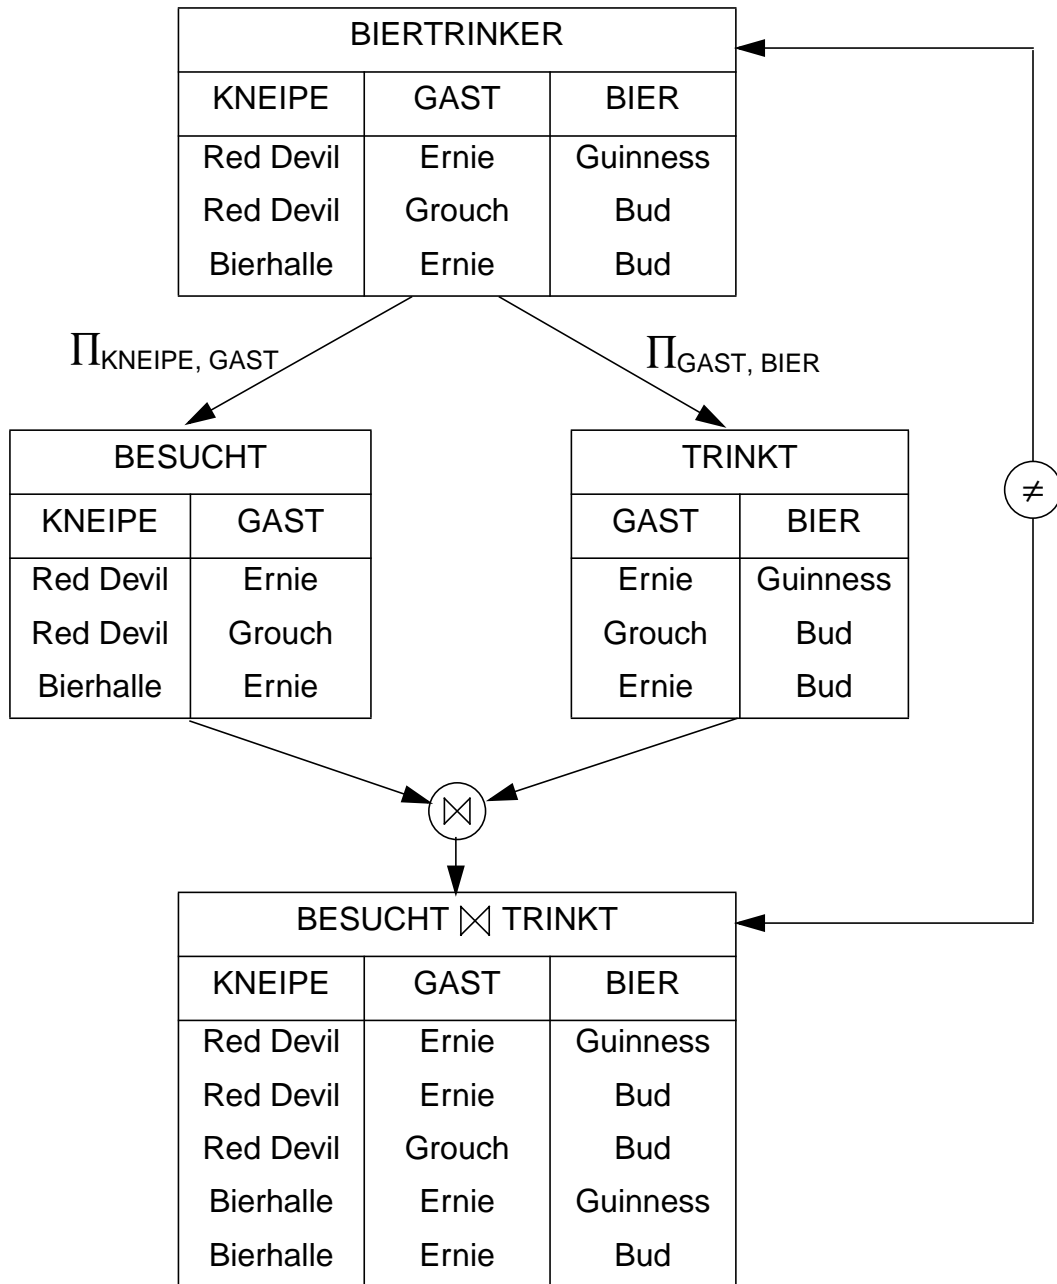 BIERTRINKER
KNEIPE GAST BIER
Red Devil Ernie Guinness
Red Devil Grouch Bud
Bierhalle Ernie Bud
Π KNEIPE, GAST
Π GAST, BIER
BESUCHT
KNEIPE GAST
Red Devil Ernie
Red Devil Grouch
Bierhalle Ernie
TRINKT
GAST BIER
Ernie Guinness
Grouch Bud
Ernie Bud
≠
⋈
BESUCHT ⋈ TRINKT
KNEIPE GAST BIER
Red Devil Ernie Guinness
Red Devil Ernie Bud
Red Devil Grouch Bud
Bierhalle Ernie Guinness
Bierhalle Ernie Bud